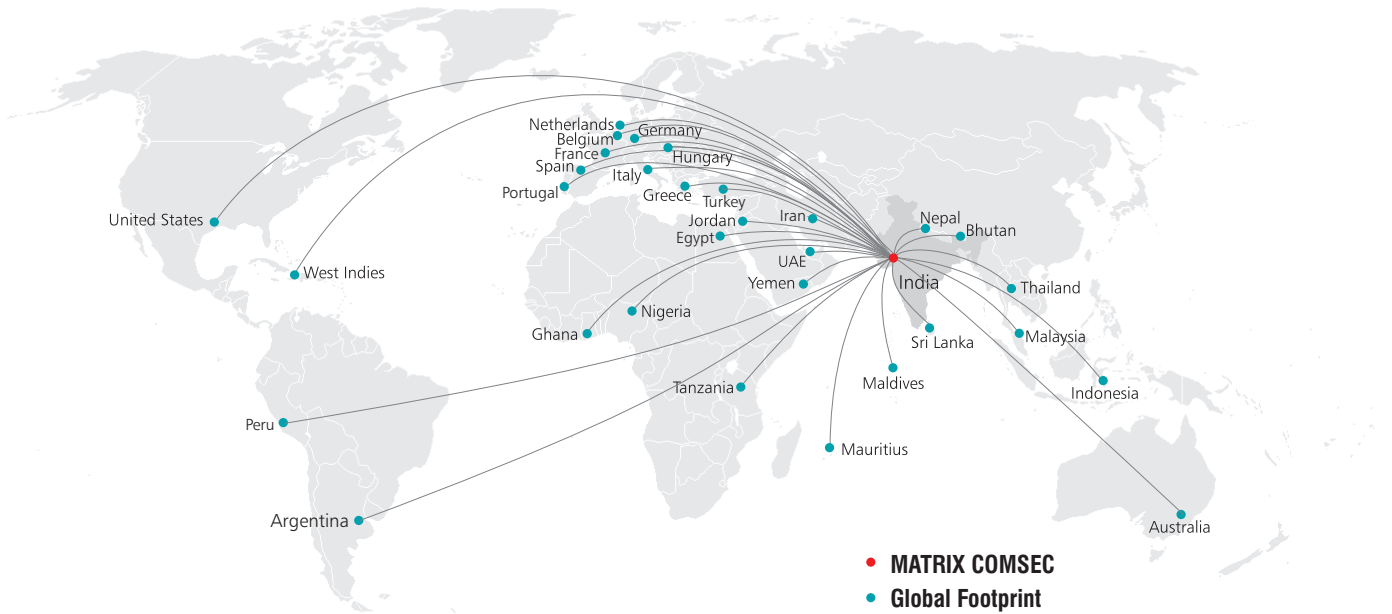 Netherlands
Germany
Belgium
France
Hungary
Spain
Italy
Portugal
Greece
Turkey
United States
Jordan
Iran
Nepal
Egypt
Bhutan
UAE
West Indies
Yemen
India
Thailand
Nigeria
Ghana
Malaysia
Sri Lanka
Tanzania
Maldives
Indonesia
Peru
Mauritius
Argentina
Australia
MATRIX COMSEC
Global Footprint